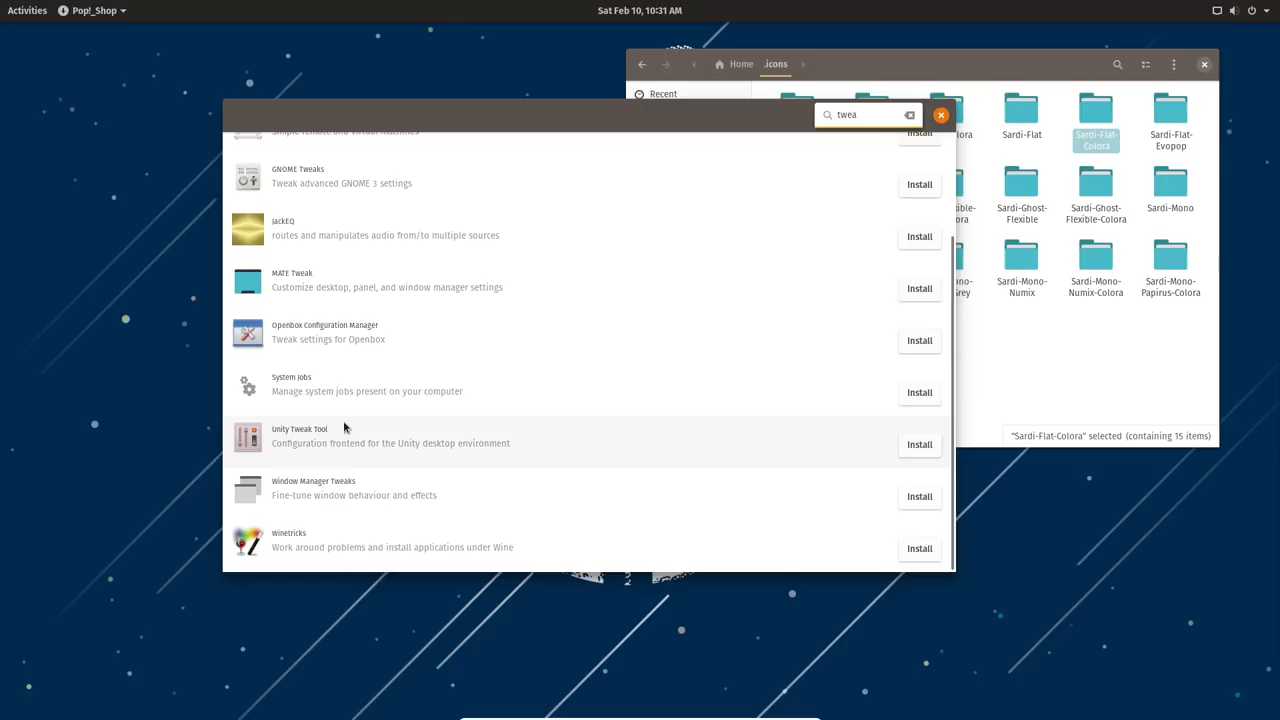 Activities
Pop!_Shop
Sat Feb 10, 10:31 AM
Home
.icons
Recent
Sardi-Flat
Sardi-Flat-
Colora
Sardi-Flat-
Evopop
Sardi-Ghost-
Flexible
Sardi-Ghost-
Flexible-Colora
Sardi-Mono
Sardi-Mono-
Numix
Sardi-Mono-
Numix-Colora
Sardi-Mono-
Papirus-Colora
"Sardi-Flat-Colora" selected (containing 15 items)
twea
Simple remote and virtual machines
Install
GNOME Tweaks
Tweak advanced GNOME 3 settings
Install
JackEQ
routes and manipulates audio from/to multiple sources
Install
MATE Tweak
Customize desktop, panel, and window manager settings
Install
Openbox Configuration Manager
Tweak settings for Openbox
Install
System Jobs
Manage system jobs present on your computer
Install
Unity Tweak Tool
Configuration frontend for the Unity desktop environment
Install
Window Manager Tweaks
Fine-tune window behaviour and effects
Install
Winetricks
Work around problems and install applications under Wine
Install